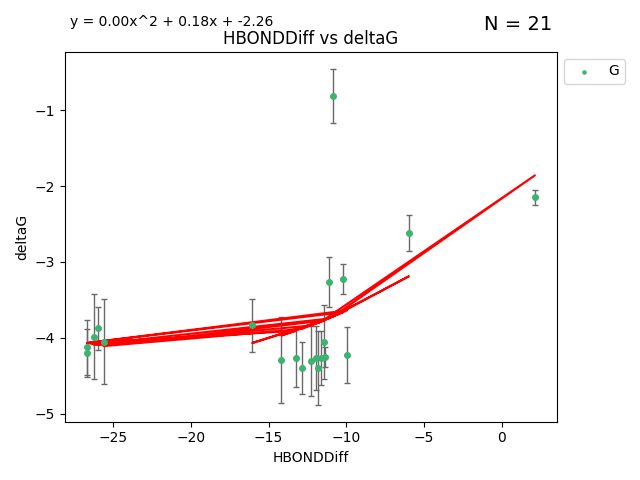 y = 0.00x^2 + 0.18x + -2.26
N = 21
HBONDDiff vs deltaG
G
deltaG
−1
−2
−3
−4
−5
−25
−20
−15
−10
−5
0
HBONDDiff